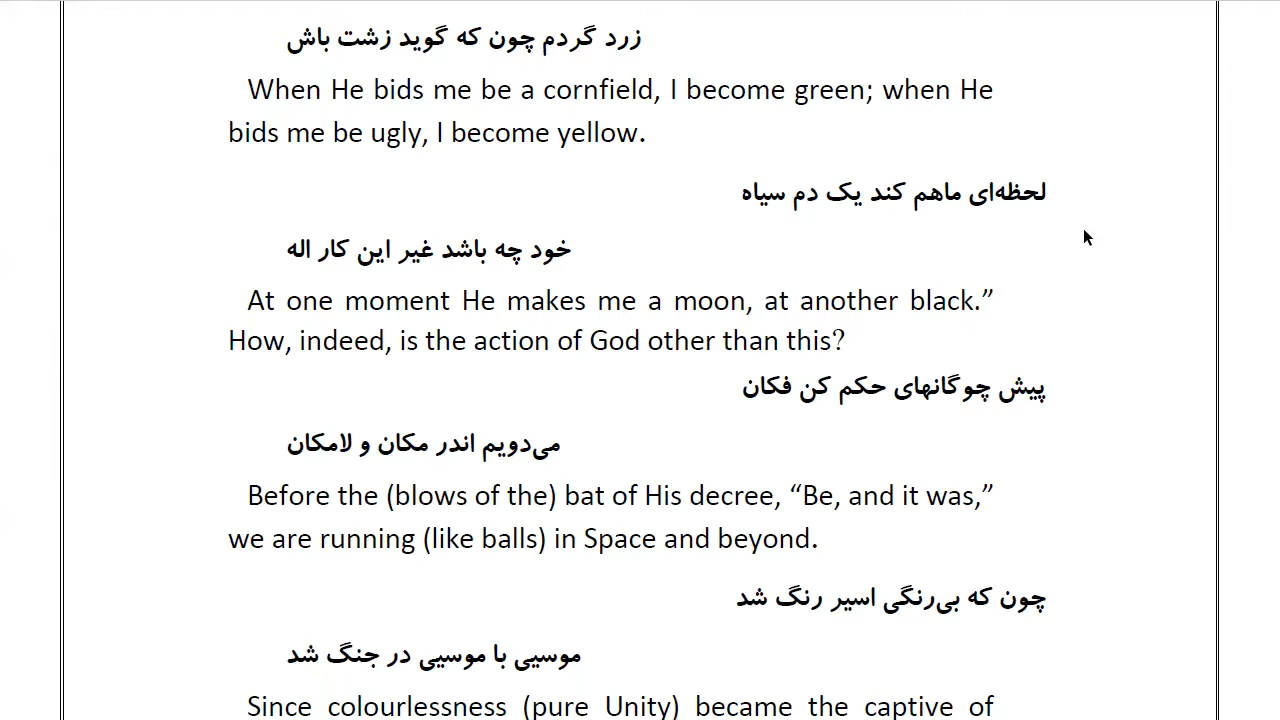 زرد گردم چون که گوید زشت باش
When He bids me be a cornfield, I become green; when He
bids me be ugly, I become yellow.
لحظه‌ای ماهم کند یک دم سیاه
خود چه باشد غیر این کار اله
At one moment He makes me a moon, at another black.”
How, indeed, is the action of God other than this?
پیش چوگانهای حکم کن فکان
می‌دویم اندر مکان و لامکان
Before the (blows of the) bat of His decree, “Be, and it was,”
we are running (like balls) in Space and beyond.
چون که بی‌رنگی اسیر رنگ شد
موسیی با موسیی در جنگ شد
Since colourlessness (pure Unity) became the captive of